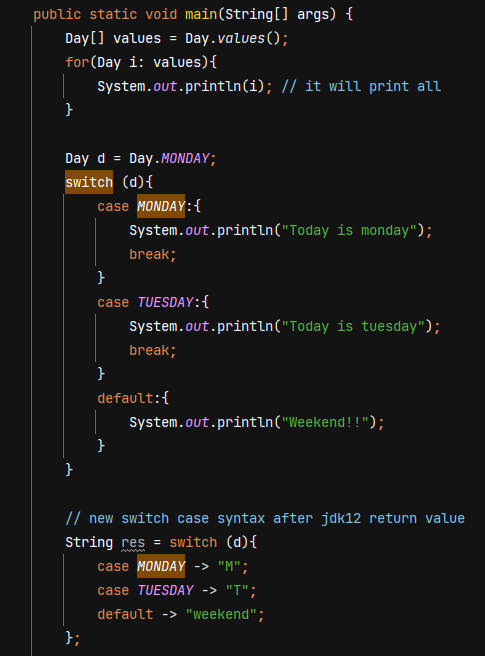 public static void main(String[] args) {
    Day[] values = Day.values();
    for(Day i: values){
        System.out.println(i); // it will print all
    }

    Day d = Day.MONDAY;
    switch (d){
        case MONDAY:{
            System.out.println("Today is monday");
            break;
        }
        case TUESDAY:{
            System.out.println("Today is tuesday");
            break;
        }
        default:{
            System.out.println("Weekend!!");
        }
    }

    // new switch case syntax after jdk12 return value
    String res = switch (d){
        case MONDAY -> "M";
        case TUESDAY -> "T";
        default -> "weekend";
    };